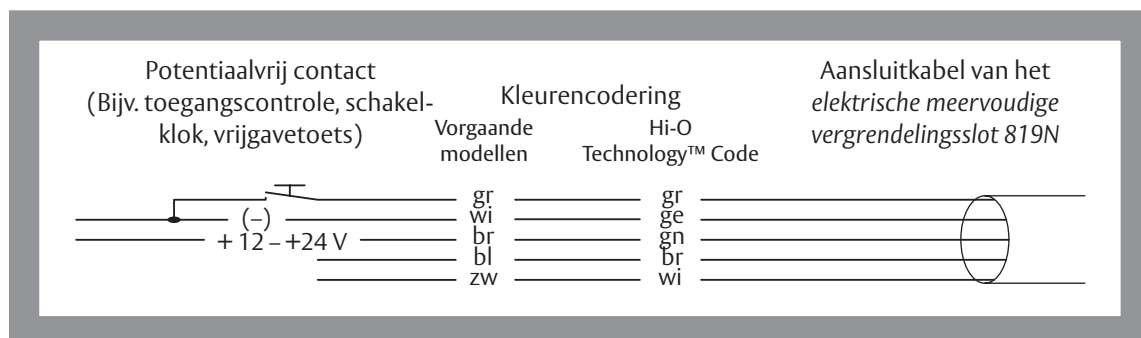 Potentiaalvrij contact
(Bijv. toegangscontrole, schakel-
klok, vrijgavetoets)
Kleurencodering
Vorgaande
modellen
Hi-O
Technology™ Code
Aansluitkabel van het
elektrische meervoudige
vergrendelingsslot 819N
gr gr
(–) wi ge
+ 12 – +24 V br gn
bl br
zw wi